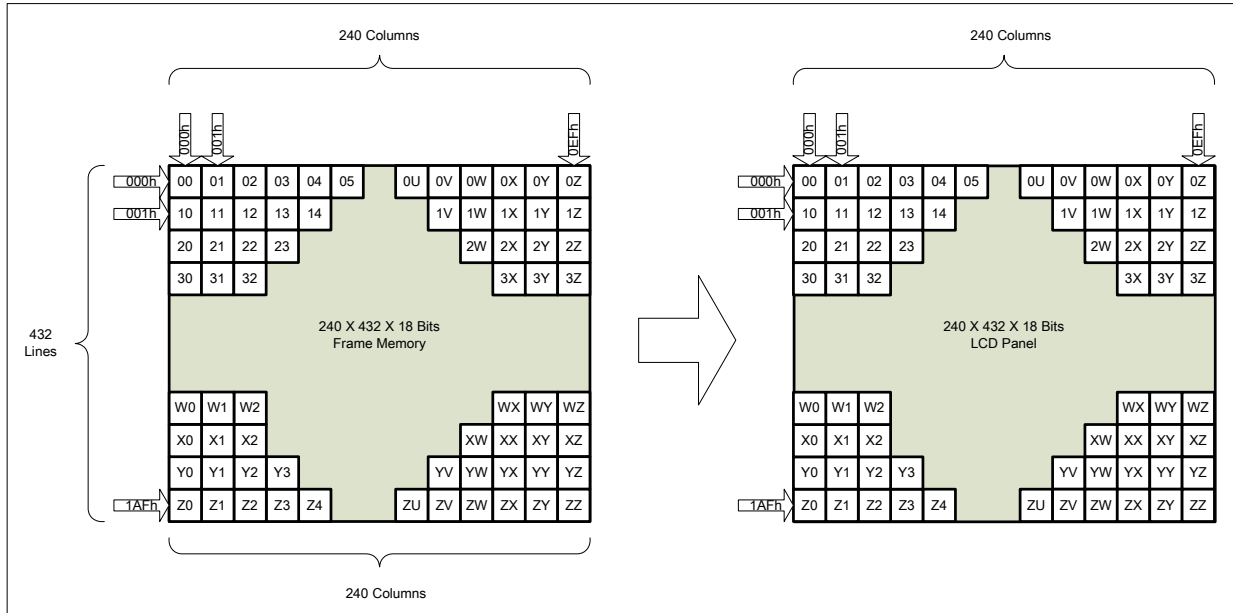 240 Columns 240 Columns
000h 001h 0EFh 000h 001h 0EFh
000h 00 01 02 03 04 05 0U 0V 0W 0X 0Y 0Z 000h 00 01 02 03 04 05 0U 0V 0W 0X 0Y 0Z
001h 10 11 12 13 14 1V 1W 1X 1Y 1Z 001h 10 11 12 13 14 1V 1W 1X 1Y 1Z
20 21 22 23 2W 2X 2Y 2Z 20 21 22 23 2W 2X 2Y 2Z
30 31 32 3X 3Y 3Z 30 31 32 3X 3Y 3Z
432 240 X 432 X 18 Bits 240 X 432 X 18 Bits
Lines Frame Memory LCD Panel
W0 W1 W2 WX WY WZ W0 W1 W2 WX WY WZ
X0 X1 X2 XW XX XY XZ X0 X1 X2 XW XX XY XZ
Y0 Y1 Y2 Y3 YV YW YX YY YZ Y0 Y1 Y2 Y3 YV YW YX YY YZ
1AFh Z0 Z1 Z2 Z3 Z4 ZU ZV ZW ZX ZY ZZ 1AFh Z0 Z1 Z2 Z3 Z4 ZU ZV ZW ZX ZY ZZ
240 Columns